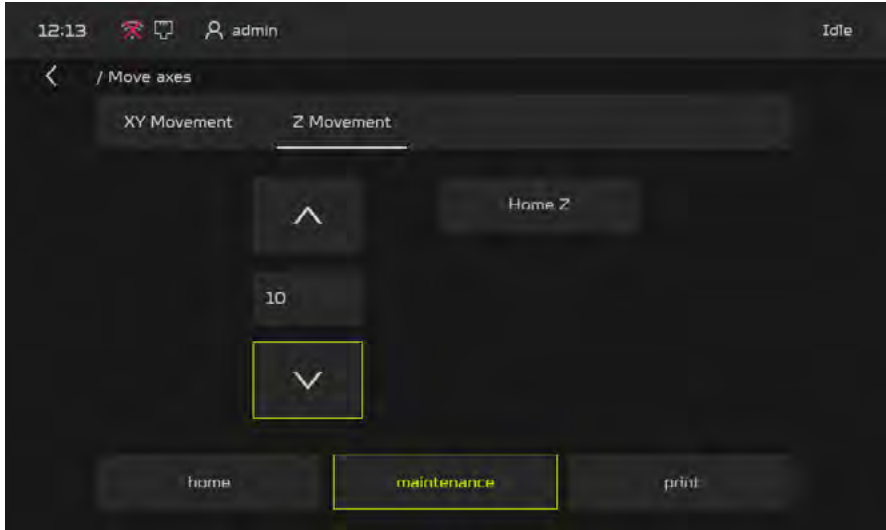 12:13 admin Idle
/ Move axes
XY Movement Z Movement
Home Z
10
home maintenance print